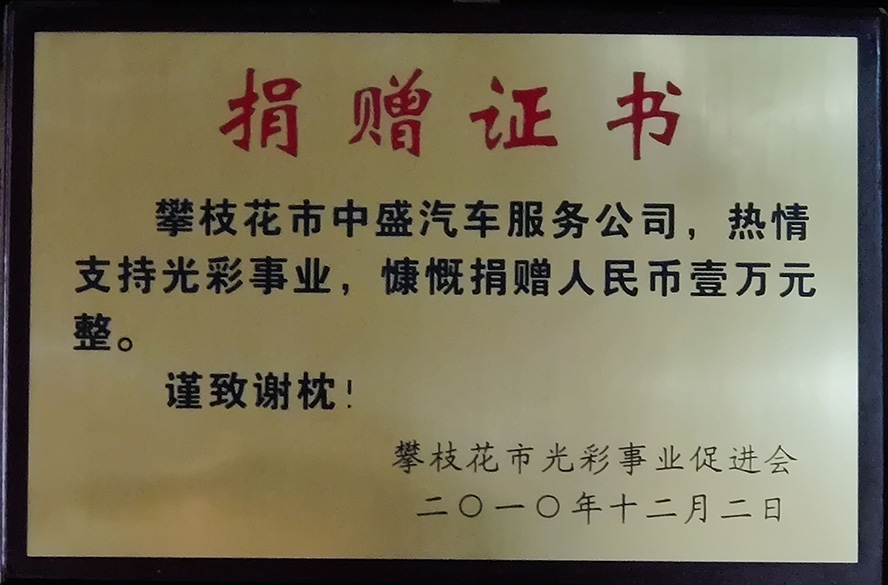 捐赠证书
攀枝花市中盛汽车服务公司，热情
支持光彩事业，慷慨捐赠人民币壹万元
整。
谨致谢枕！
攀枝花市光彩事业促进会
二〇一〇年十二月二日